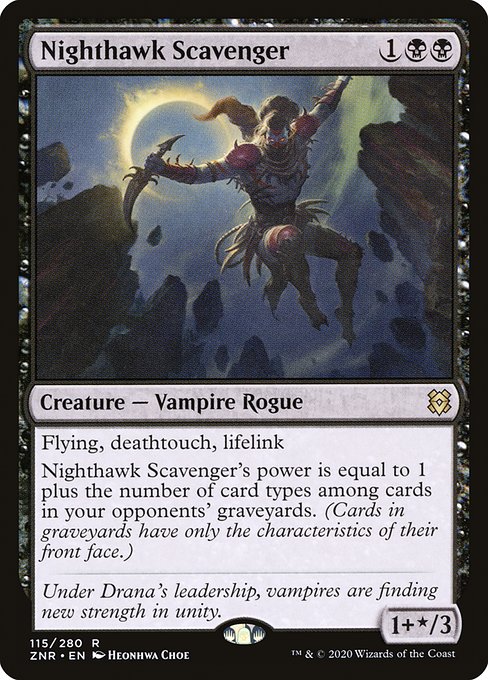 Nighthawk Scavenger 1
Creature — Vampire Rogue
Flying, deathtouch, lifelink
Nighthawk Scavenger's power is equal to 1
plus the number of card types among cards
in your opponents' graveyards. (Cards in
graveyards have only the characteristics of their
front face.)
Under Drana's leadership, vampires are finding
new strength in unity.
1+★/3
115/280 R
ZNR • EN Heonhwa Choe
™ & © 2020 Wizards of the Coast